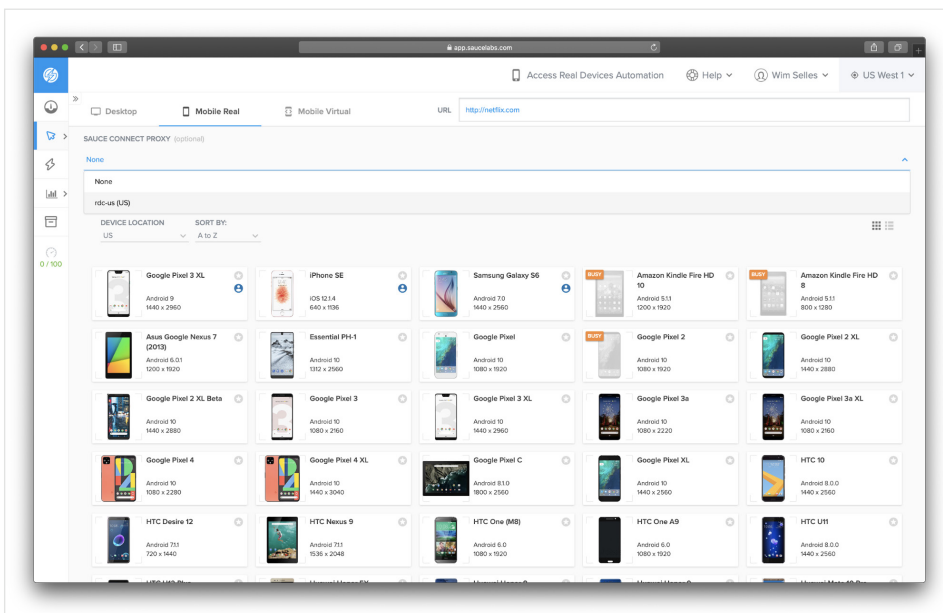 app.saucelabs.com
Access Real Devices Automation Help Wim Selles US West 1
Desktop Mobile Real Mobile Virtual URL http://netflix.com
SAUCE CONNECT PROXY (optional)
None
None
rdc-us (US)
DEVICE LOCATION SORT BY:
US A to Z
0 / 100
Google Pixel 3 XL
Android 9
1440 x 2960
iPhone SE
iOS 12.1.4
640 x 1136
Samsung Galaxy S6
Android 7.0
1440 x 2560
BUSY
Amazon Kindle Fire HD
10
Android 5.1.1
1200 x 1920
BUSY
Amazon Kindle Fire HD
8
Android 5.1.1
800 x 1280
Asus Google Nexus 7
(2013)
Android 6.0.1
1200 x 1920
Essential PH-1
Android 10
1312 x 2560
Google Pixel
Android 10
1080 x 1920
BUSY
Google Pixel 2
Android 10
1080 x 1920
Google Pixel 2 XL
Android 10
1440 x 2880
Google Pixel 2 XL Beta
Android 10
1440 x 2880
Google Pixel 3
Android 10
1080 x 2160
Google Pixel 3 XL
Android 10
1440 x 2960
Google Pixel 3a
Android 10
1080 x 2220
Google Pixel 3a XL
Android 10
1080 x 2160
Google Pixel 4
Android 10
1080 x 2280
Google Pixel 4 XL
Android 10
1440 x 3040
Google Pixel C
Android 8.1.0
1800 x 2560
Google Pixel XL
Android 10
1440 x 2560
HTC 10
Android 8.0.0
1440 x 2560
HTC Desire 12
Android 7.1.1
720 x 1440
HTC Nexus 9
Android 7.1.1
1536 x 2048
HTC One (M8)
Android 6.0
1080 x 1920
HTC One A9
Android 6.0
1080 x 1920
HTC U11
Android 8.0.0
1440 x 2560